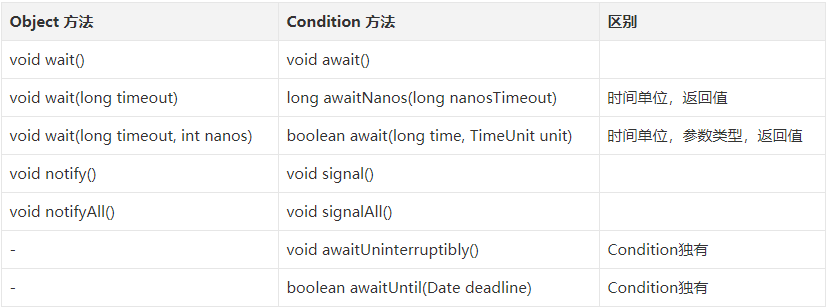 Object 方法 Condition 方法 区别
void wait() void await()
void wait(long timeout) long awaitNanos(long nanosTimeout) 时间单位，返回值
void wait(long timeout, int nanos) boolean await(long time, TimeUnit unit) 时间单位，参数类型，返回值
void notify() void signal()
void notifyAll() void signalAll()
- void awaitUninterruptibly() Condition独有
- boolean awaitUntil(Date deadline) Condition独有